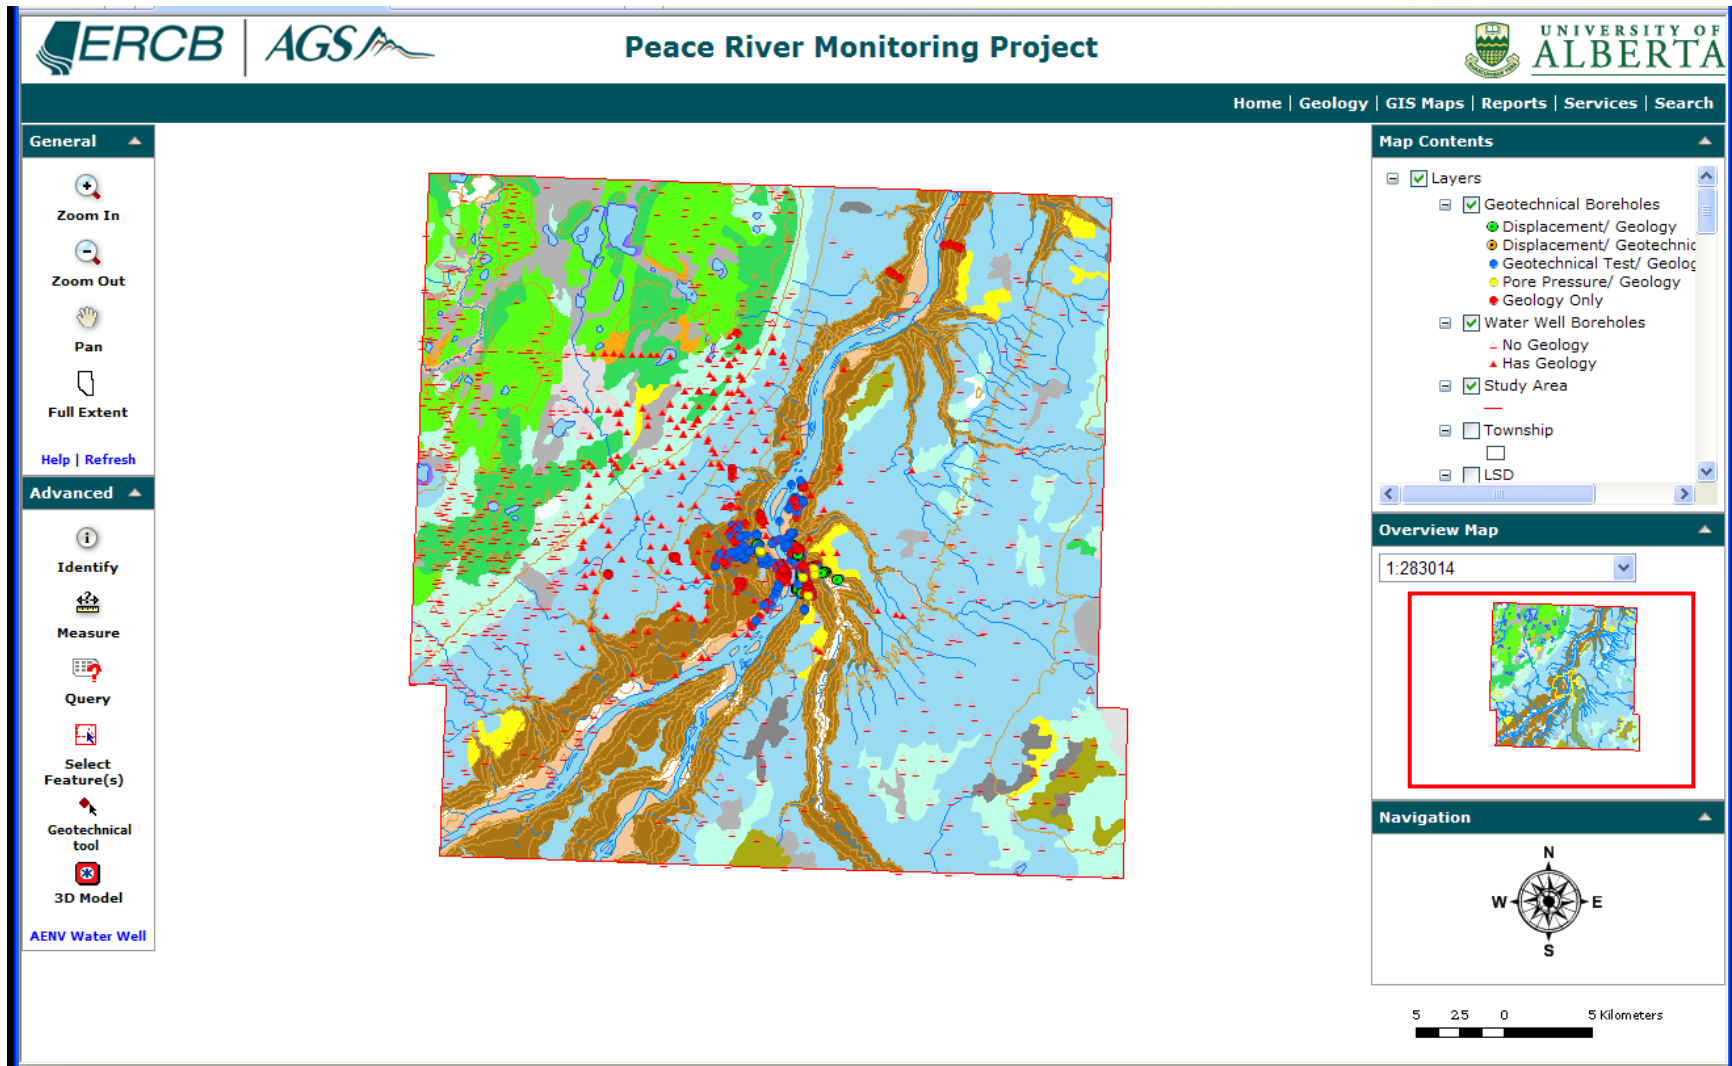 ERCB
AGS
Peace River Monitoring Project
UNIVERSITY OF
ALBERTA
Home | Geology | GIS Maps | Reports | Services | Search
General
Zoom In
Zoom Out
Pan
Full Extent
Help | Refresh
Advanced
Identify
Measure
Query
Select
Feature(s)
Geotechnical
tool
3D Model
AENV Water Well
Map Contents
Layers
Geotechnical Boreholes
Displacement/ Geology
Displacement/ Geotechnic
Geotechnical Test/ Geolog
Pore Pressure/ Geology
Geology Only
Water Well Boreholes
No Geology
Has Geology
Study Area
Township
LSD
Overview Map
1:283014
Navigation
N
W E
S
5 2.5 0 5 Kilometers